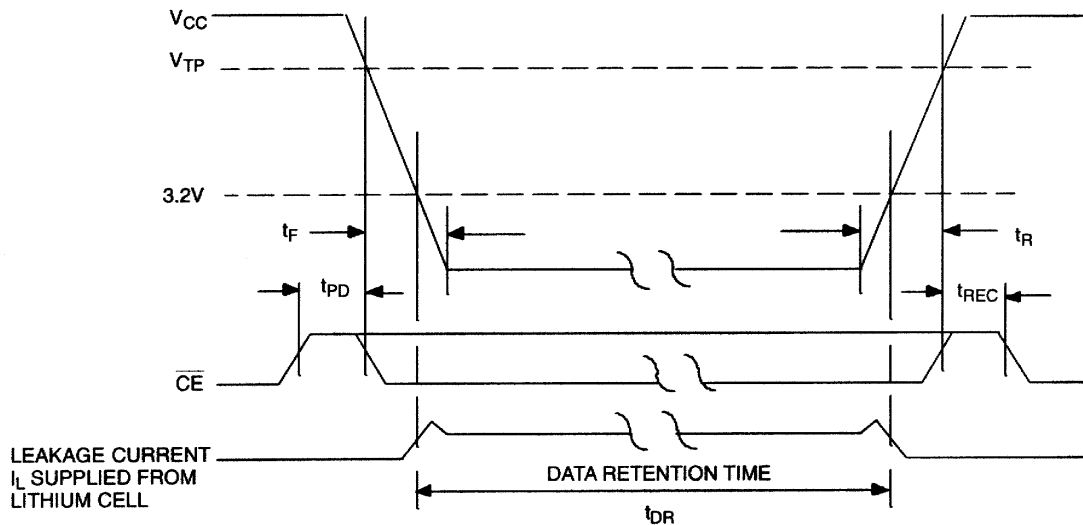 VCC
VTP
3.2V
tF
tR
tPD
tREC
CE
LEAKAGE CURRENT
IL SUPPLIED FROM
LITHIUM CELL
DATA RETENTION TIME
tDR